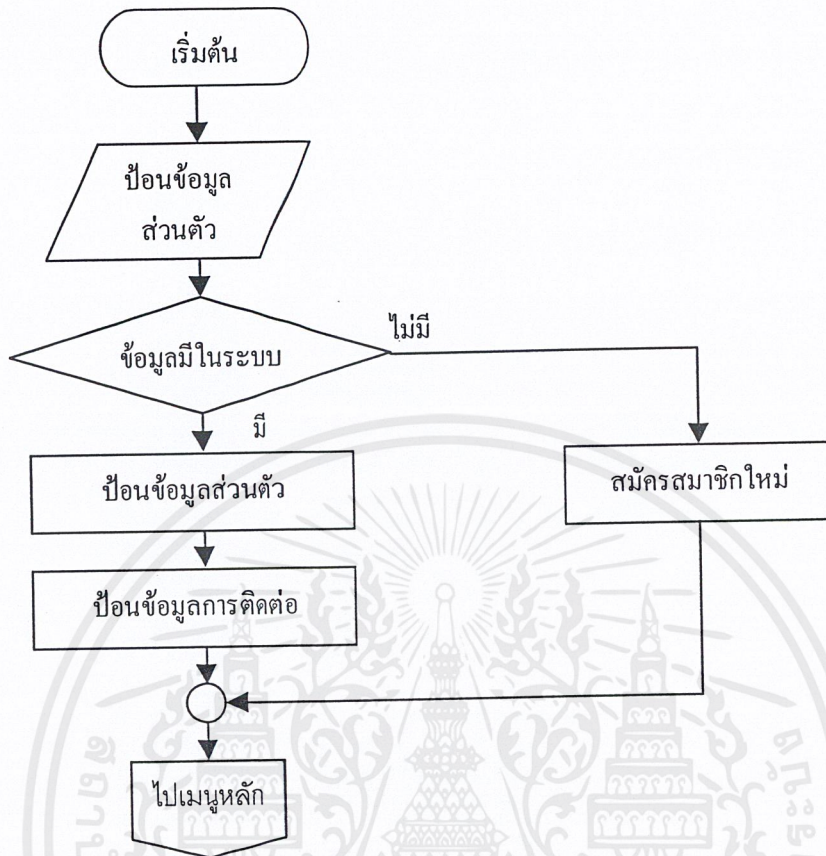 เริ่มต้น
ป้อนข้อมูล
ส่วนตัว
ข้อมูลมีในระบบ
ไม่มี
มี
ป้อนข้อมูลส่วนตัว
สมัครสมาชิกใหม่
ป้อนข้อมูลการติดต่อ
ไปเมนูหลัก